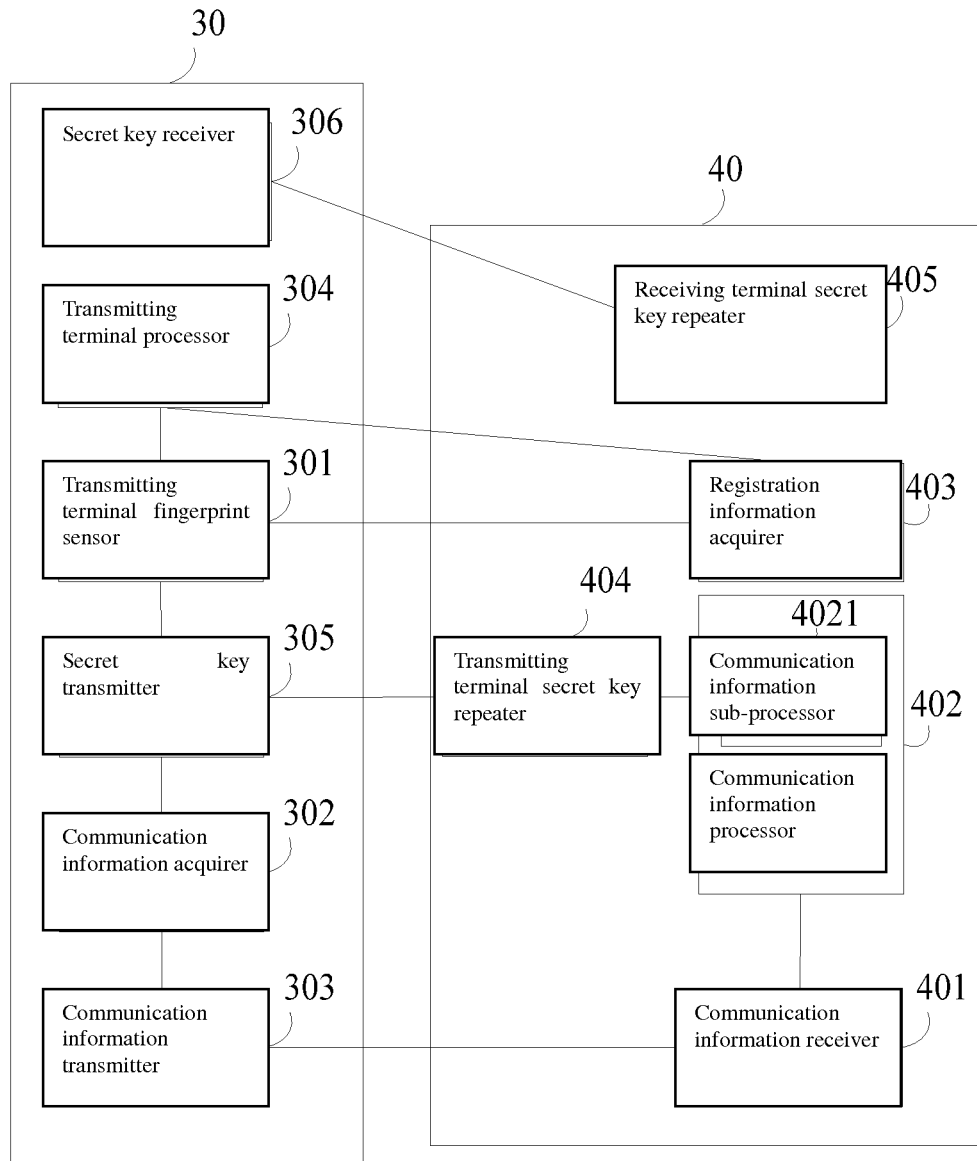 30
Secret key receiver
306
40
304
Transmitting
terminal processor
Receiving terminal secret
key repeater
405
301
Transmitting
terminal fingerprint
sensor
Registration
information
acquirer
403
404
4021
305
Secret key
transmitter
Transmitting
terminal secret key
repeater
Communication
information
sub-processor
402
Communication
information
processor
302
Communication
information acquirer
303
Communication
information
transmitter
401
Communication
information receiver